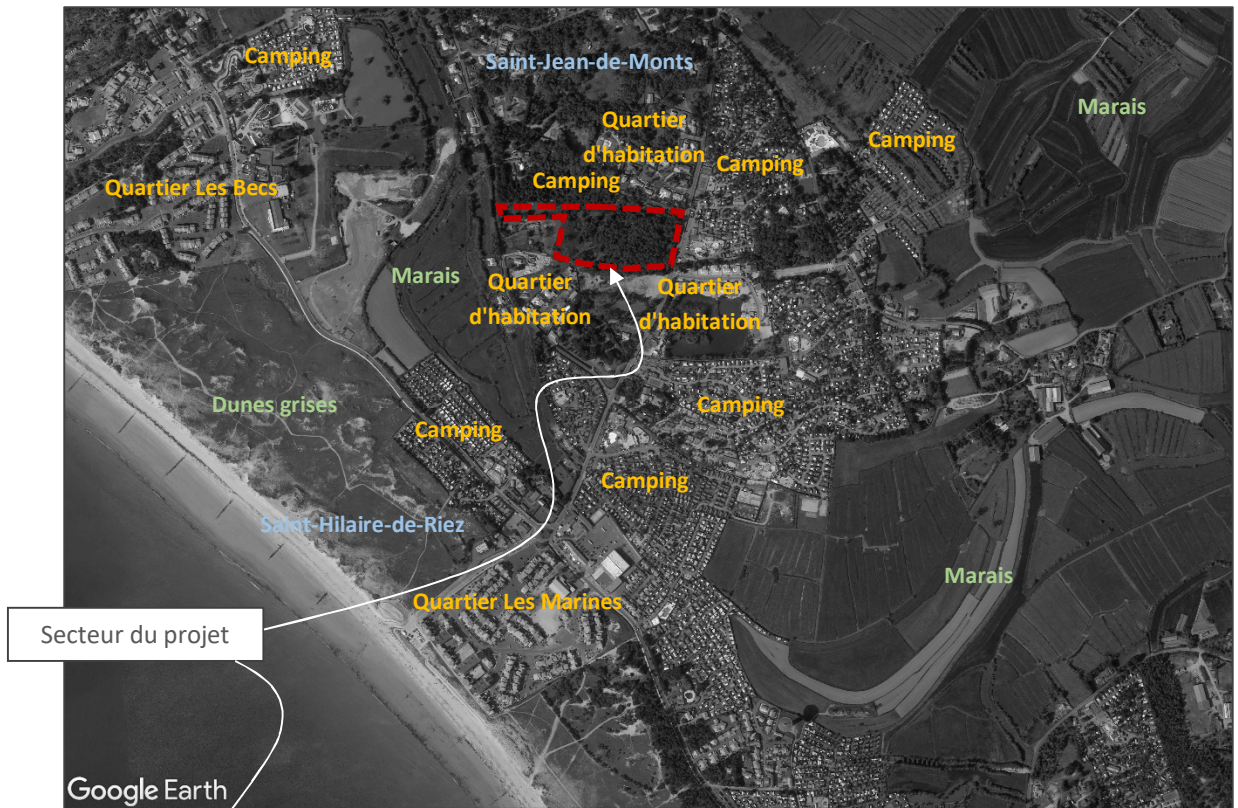 Camping
Saint-Jean-de-Monts
Marais
Quartier
d'habitation
Camping
Camping
Camping
Quartier Les Becs
Marais
Quartier
d'habitation
Quartier
d'habitation
Dunes grises
Camping
Camping
Camping
Saint-Hilaire-de-Riez
Marais
Quartier Les Marines
Secteur du projet
Google Earth